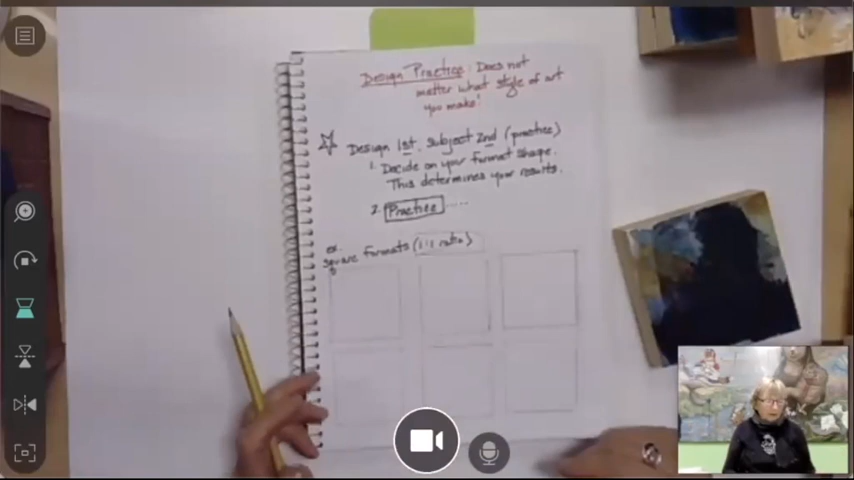 Design Practice: Does not
matter what style of art
you make!
Design 1st, Subject 2nd (practice)
1. Decide on your format shape.
This determines your results.
2. Practice ....
ex.
square formats (1:1 ratio)